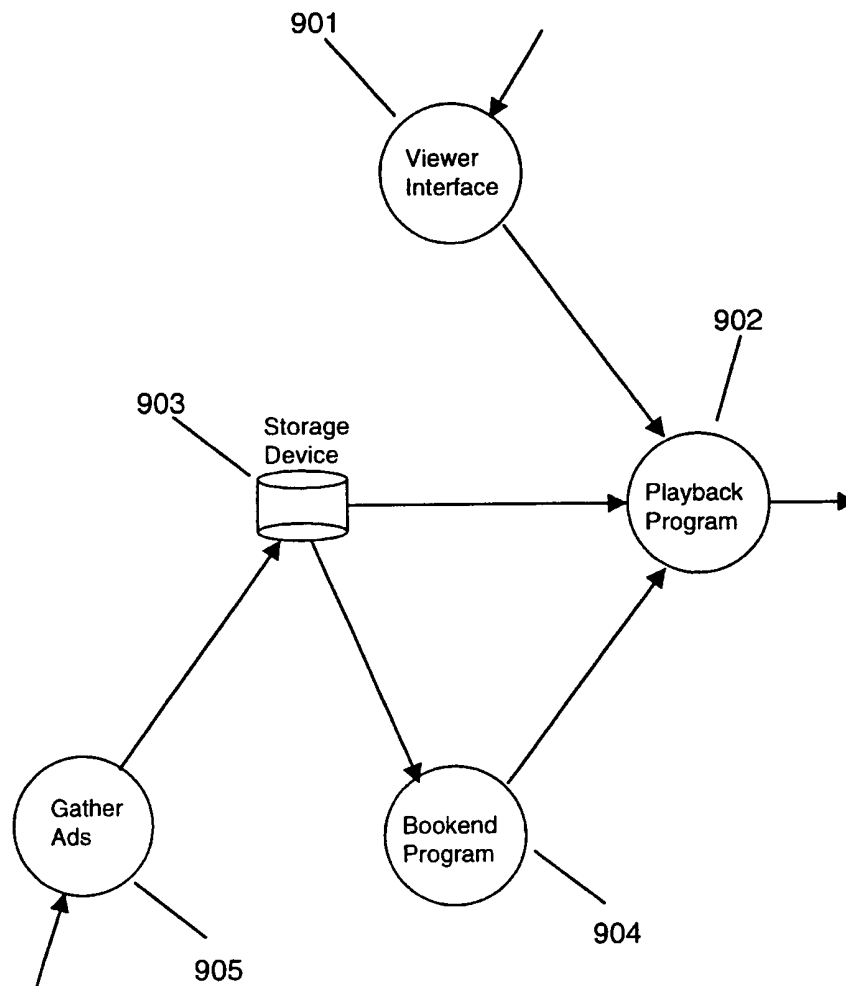 901
Viewer
Interface
902
903
Storage
Device
Playback
Program
Gather
Ads
Bookend
Program
904
905